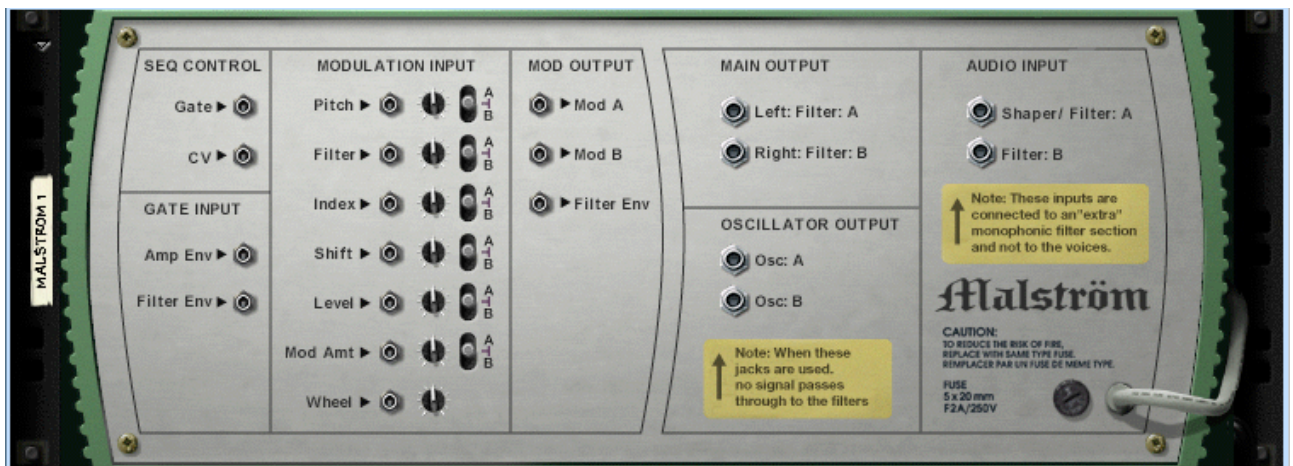 MALSTROM 1
SEQ CONTROL
Gate
CV
GATE INPUT
Amp Env
Filter Env
MODULATION INPUT
Pitch
A
B
Filter
A
B
Index
A
B
Shift
A
B
Level
A
B
Mod Amt
A
B
Wheel
MOD OUTPUT
Mod A
Mod B
Filter Env
MAIN OUTPUT
Left: Filter: A
Right: Filter: B
OSCILLATOR OUTPUT
Osc: A
Osc: B
Note: When these
jacks are used.
no signal passes
through to the filters
AUDIO INPUT
Shaper/ Filter: A
Filter: B
Note: These inputs are
connected to an"extra"
monophonic filter section
and not to the voices.
Malström
CAUTION:
TO REDUCE THE RISK OF FIRE,
REPLACE WITH SAME TYPE FUSE.
REMPLACER PAR UN FUSE DE MEME TYPE.
FUSE
5 x 20 mm
F2A/250V